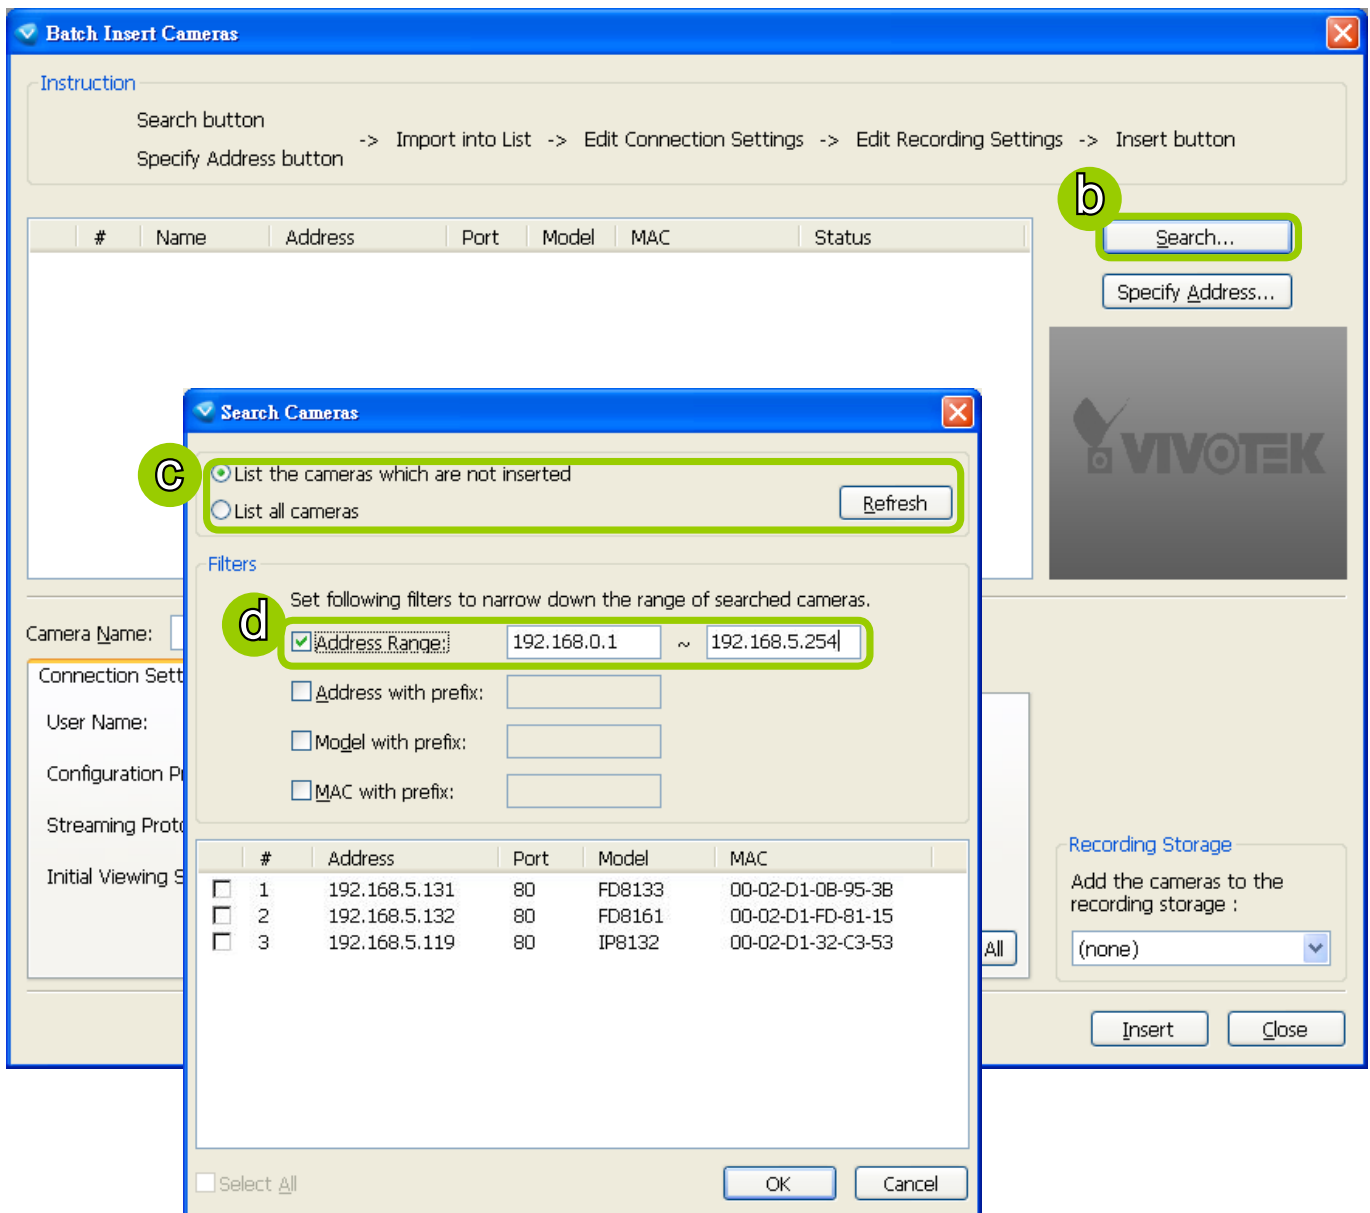 Batch Insert Cameras
Instruction
Search button
Specify Address button
-> Import into List -> Edit Connection Settings -> Edit Recording Settings -> Insert button
b
# Name Address Port Model MAC Status
Search...
Specify Address...
VIVOTEK
Search Cameras
c
List the cameras which are not inserted
List all cameras
Refresh
Filters
Set following filters to narrow down the range of searched cameras.
d
Address Range: 192.168.0.1 ~ 192.168.5.254
Address with prefix:
Model with prefix:
MAC with prefix:
# Address Port Model MAC
1 192.168.5.131 80 FD8133 00-02-D1-0B-95-3B
2 192.168.5.132 80 FD8161 00-02-D1-FD-81-15
3 192.168.5.119 80 IP8132 00-02-D1-32-C3-53
Select All
OK
Cancel
Camera Name:
Connection Sett
User Name:
Configuration P
Streaming Proto
Initial Viewing S
All
Recording Storage
Add the cameras to the
recording storage :
(none)
Insert
Close